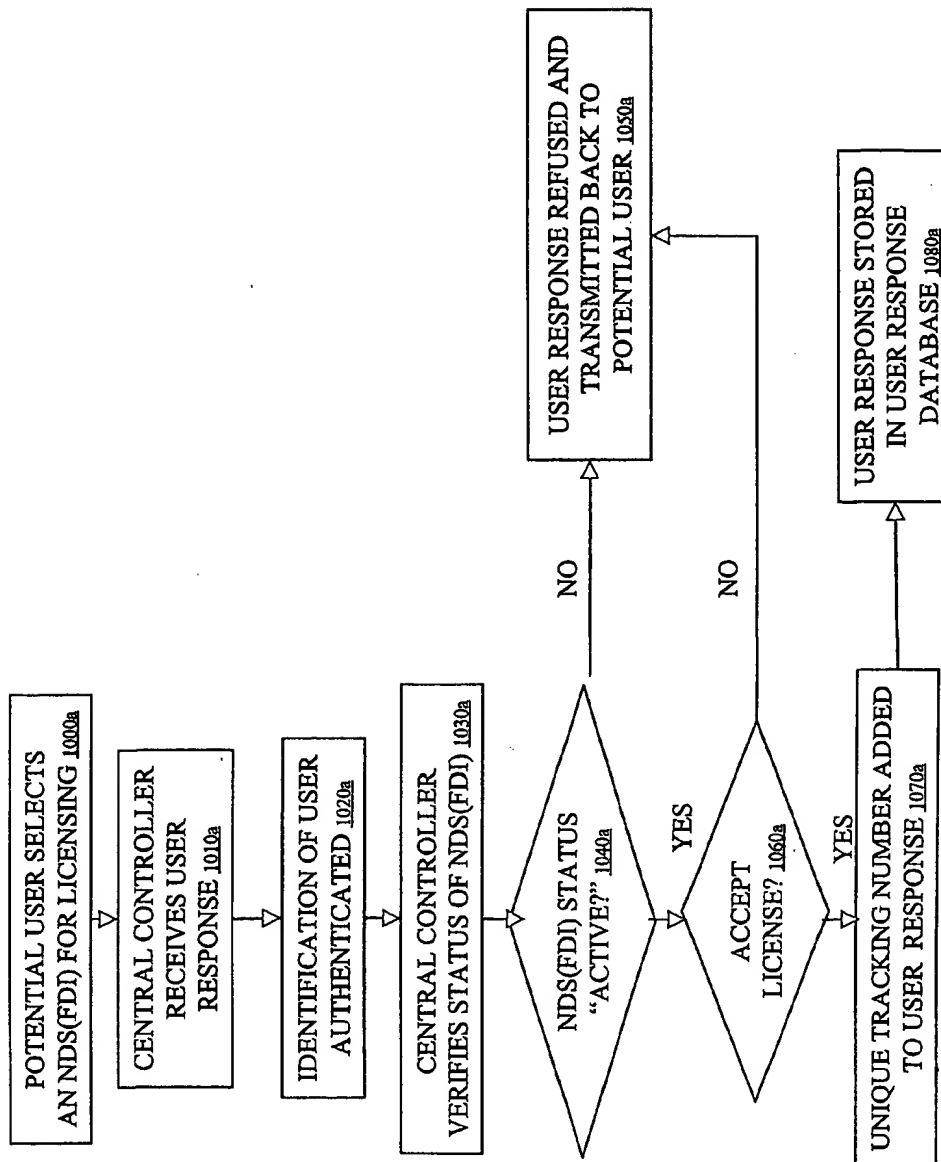 POTENTIAL USER SELECTS
AN NDS(FDI) FOR LICENSING 1000a
CENTRAL CONTROLLER
RECEIVES USER
RESPONSE 1010a
IDENTIFICATION OF USER
AUTHENTICATED 1020a
CENTRAL CONTROLLER
VERIFIES STATUS OF NDS(FDI) 1030a
NDS(FDI) STATUS
“ACTIVE?” 1040a
NO
USER RESPONSE REFUSED AND
TRANSMITTED BACK TO
POTENTIAL USER 1050a
YES
ACCEPT
LICENSE? 1060a
NO
YES
UNIQUE TRACKING NUMBER ADDED
TO USER RESPONSE 1070a
USER RESPONSE STORED
IN USER RESPONSE
DATABASE 1080a